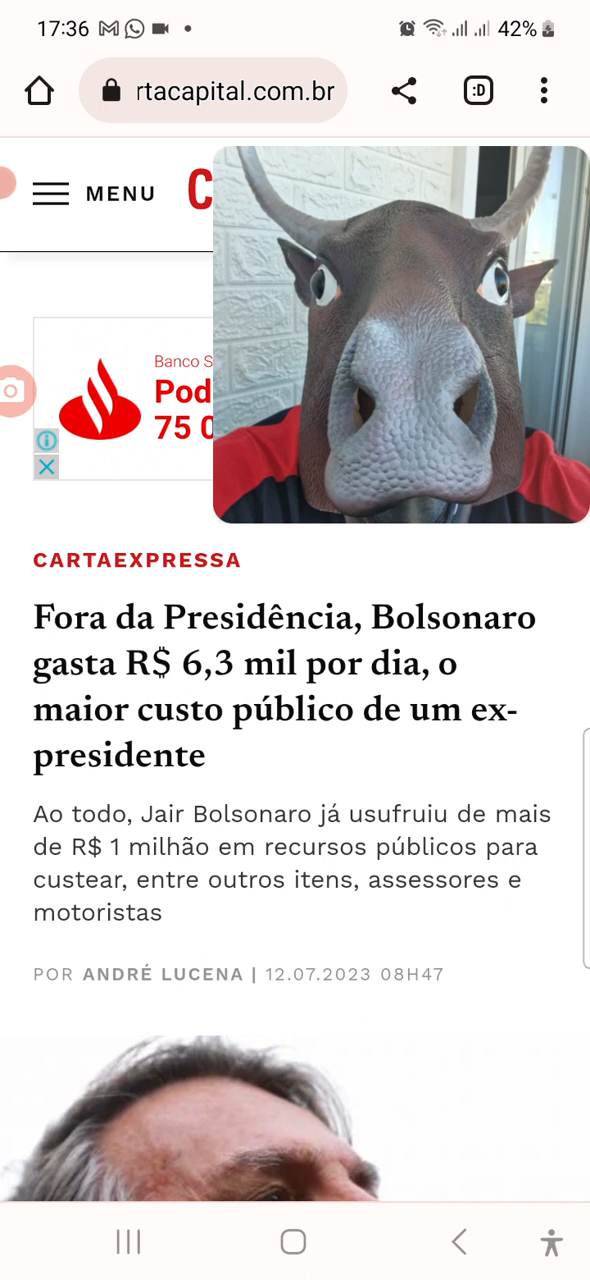 17:36
42%
rtacapital.com.br
:D
MENU
C
Banco S
Pod
75 0
CARTAEXPRESSA
Fora da Presidência, Bolsonaro
gasta R$ 6,3 mil por dia, o
maior custo público de um ex-
presidente
Ao todo, Jair Bolsonaro já usufruiu de mais
de R$ 1 milhão em recursos públicos para
custear, entre outros itens, assessores e
motoristas
POR ANDRÉ LUCENA | 12.07.2023 08H47